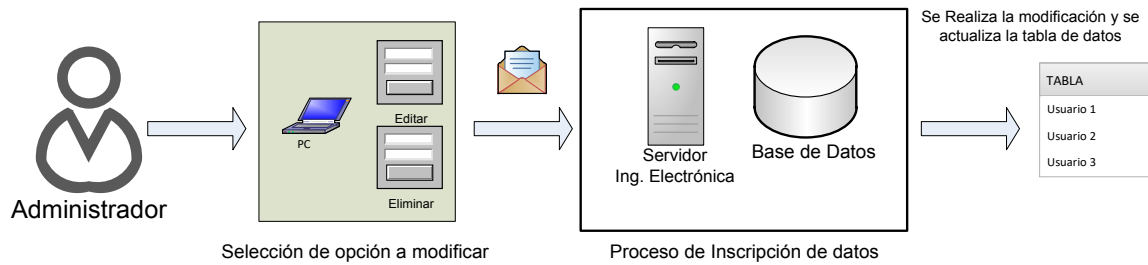 Administrador
PC
Editar
Eliminar
Selección de opción a modificar
Servidor
Ing. Electrónica
Base de Datos
Proceso de Inscripción de datos
Se Realiza la modificación y se
actualiza la tabla de datos
TABLA
Usuario 1
Usuario 2
Usuario 3